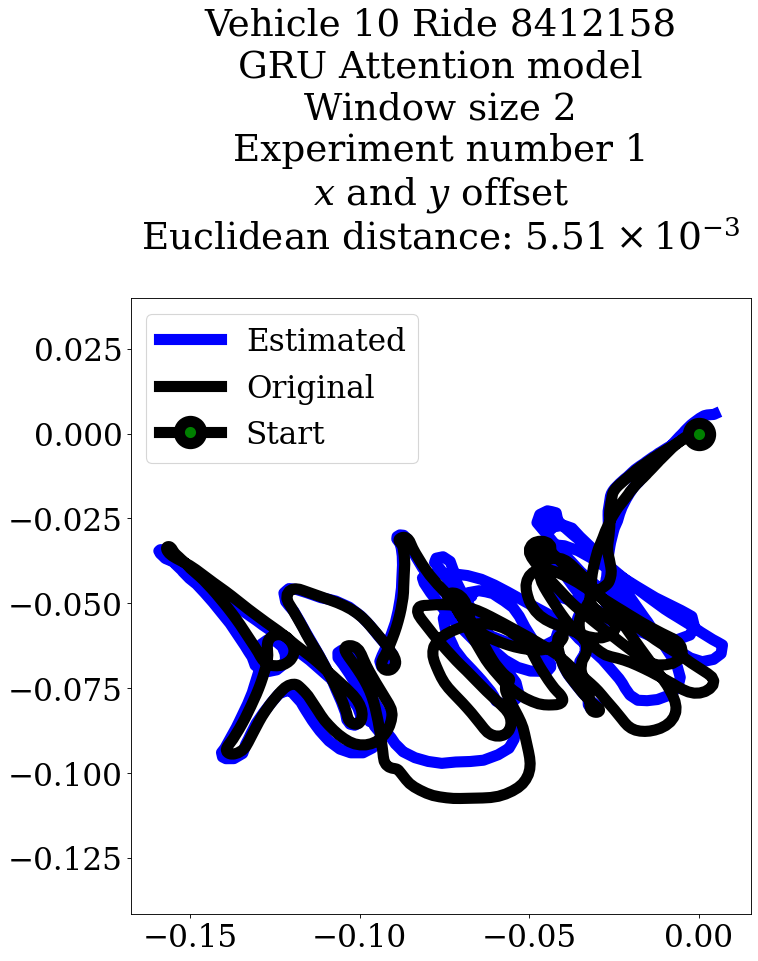 Vehicle 10 Ride 8412158
GRU Attention model
Window size 2
Experiment number 1
x and y offset
Euclidean distance: 5.51 × 10⁻³
Estimated
Original
Start
0.025
0.000
−0.025
−0.050
−0.075
−0.100
−0.125
−0.15 −0.10 −0.05 0.00